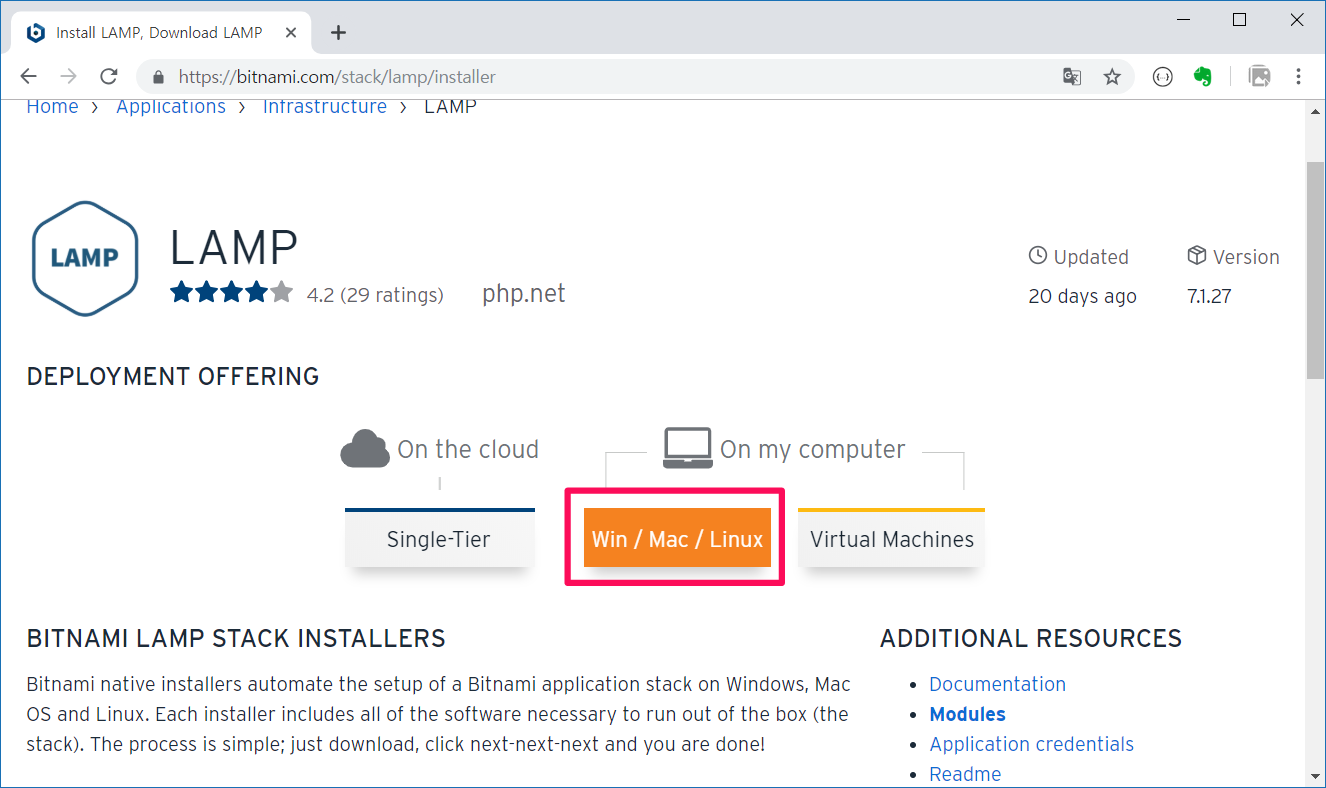 Install LAMP, Download LAMP
https://bitnami.com/stack/lamp/installer
Home > Applications > Infrastructure > LAMP
LAMP
LAMP
4.2 (29 ratings) php.net
Updated Version
20 days ago 7.1.27
DEPLOYMENT OFFERING
On the cloud On my computer
Single-Tier Win / Mac / Linux Virtual Machines
BITNAMI LAMP STACK INSTALLERS
Bitnami native installers automate the setup of a Bitnami application stack on Windows, Mac
OS and Linux. Each installer includes all of the software necessary to run out of the box (the
stack). The process is simple; just download, click next-next-next and you are done!
ADDITIONAL RESOURCES
• Documentation
• Modules
• Application credentials
• Readme